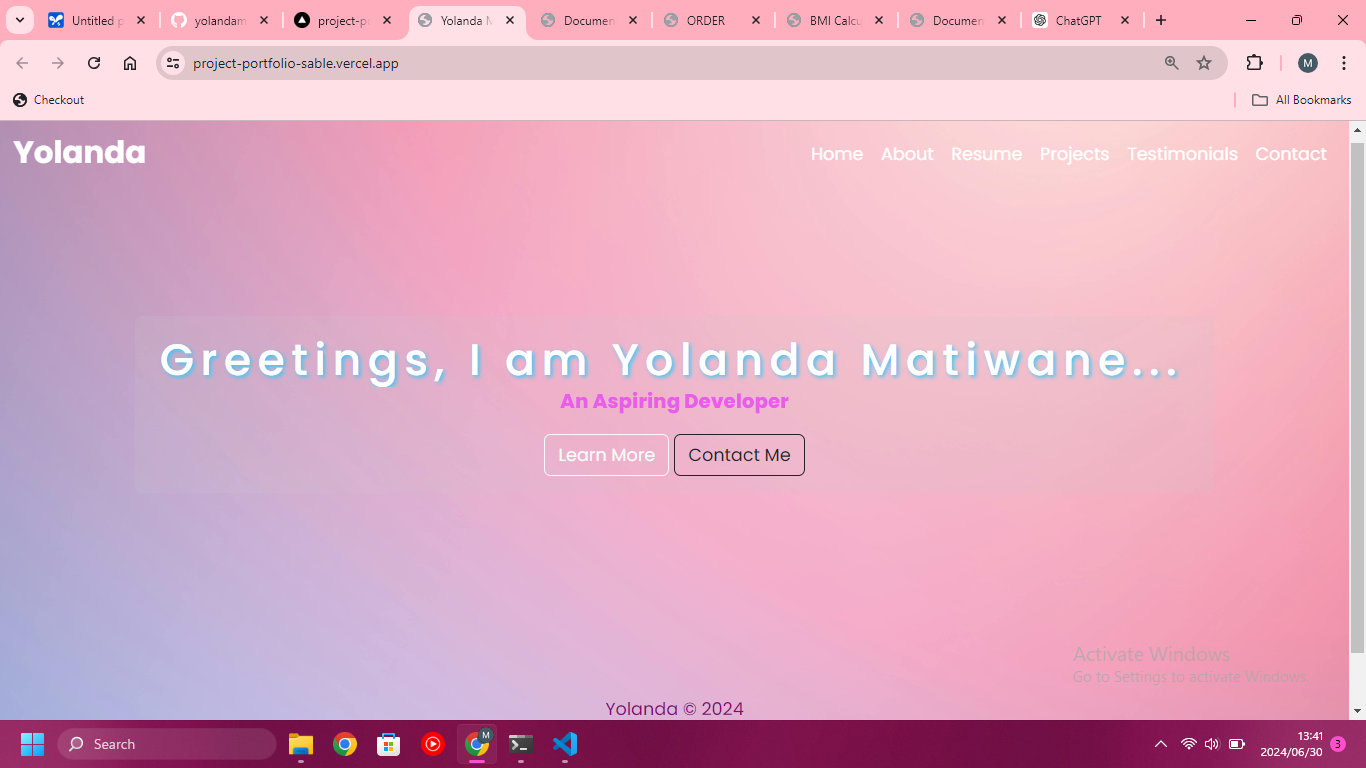 Untitled p
yolandam
project-po
Yolanda M
Documen
ORDER
BMI Calcu
Documen
ChatGPT
project-portfolio-sable.vercel.app
M
Checkout
All Bookmarks
Yolanda
Home About Resume Projects Testimonials Contact
Greetings, I am Yolanda Matiwane...
An Aspiring Developer
Learn More
Contact Me
Activate Windows
Go to Settings to activate Windows.
Yolanda © 2024
Search
M
13:41
2024/06/30
3